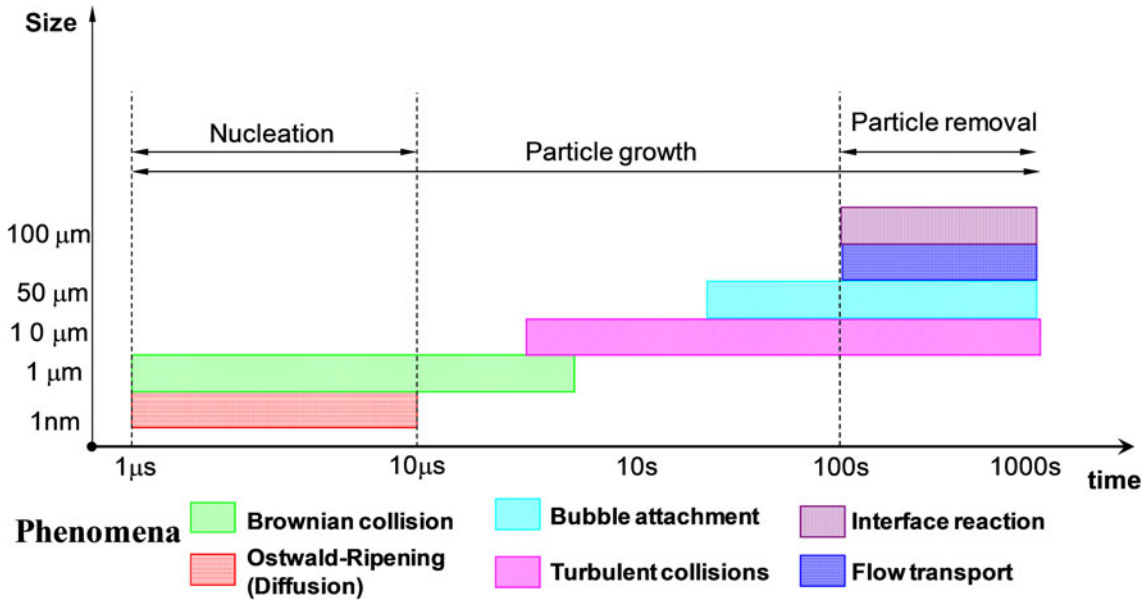 Size
Nucleation
Particle removal
Particle growth
100 μm
50 μm
1 0 μm
1 μm
1nm
1μs
10μs
10s
100s
1000s
time
Phenomena
Brownian collision
Bubble attachment
Interface reaction
Ostwald-Ripening
(Diffusion)
Turbulent collisions
Flow transport